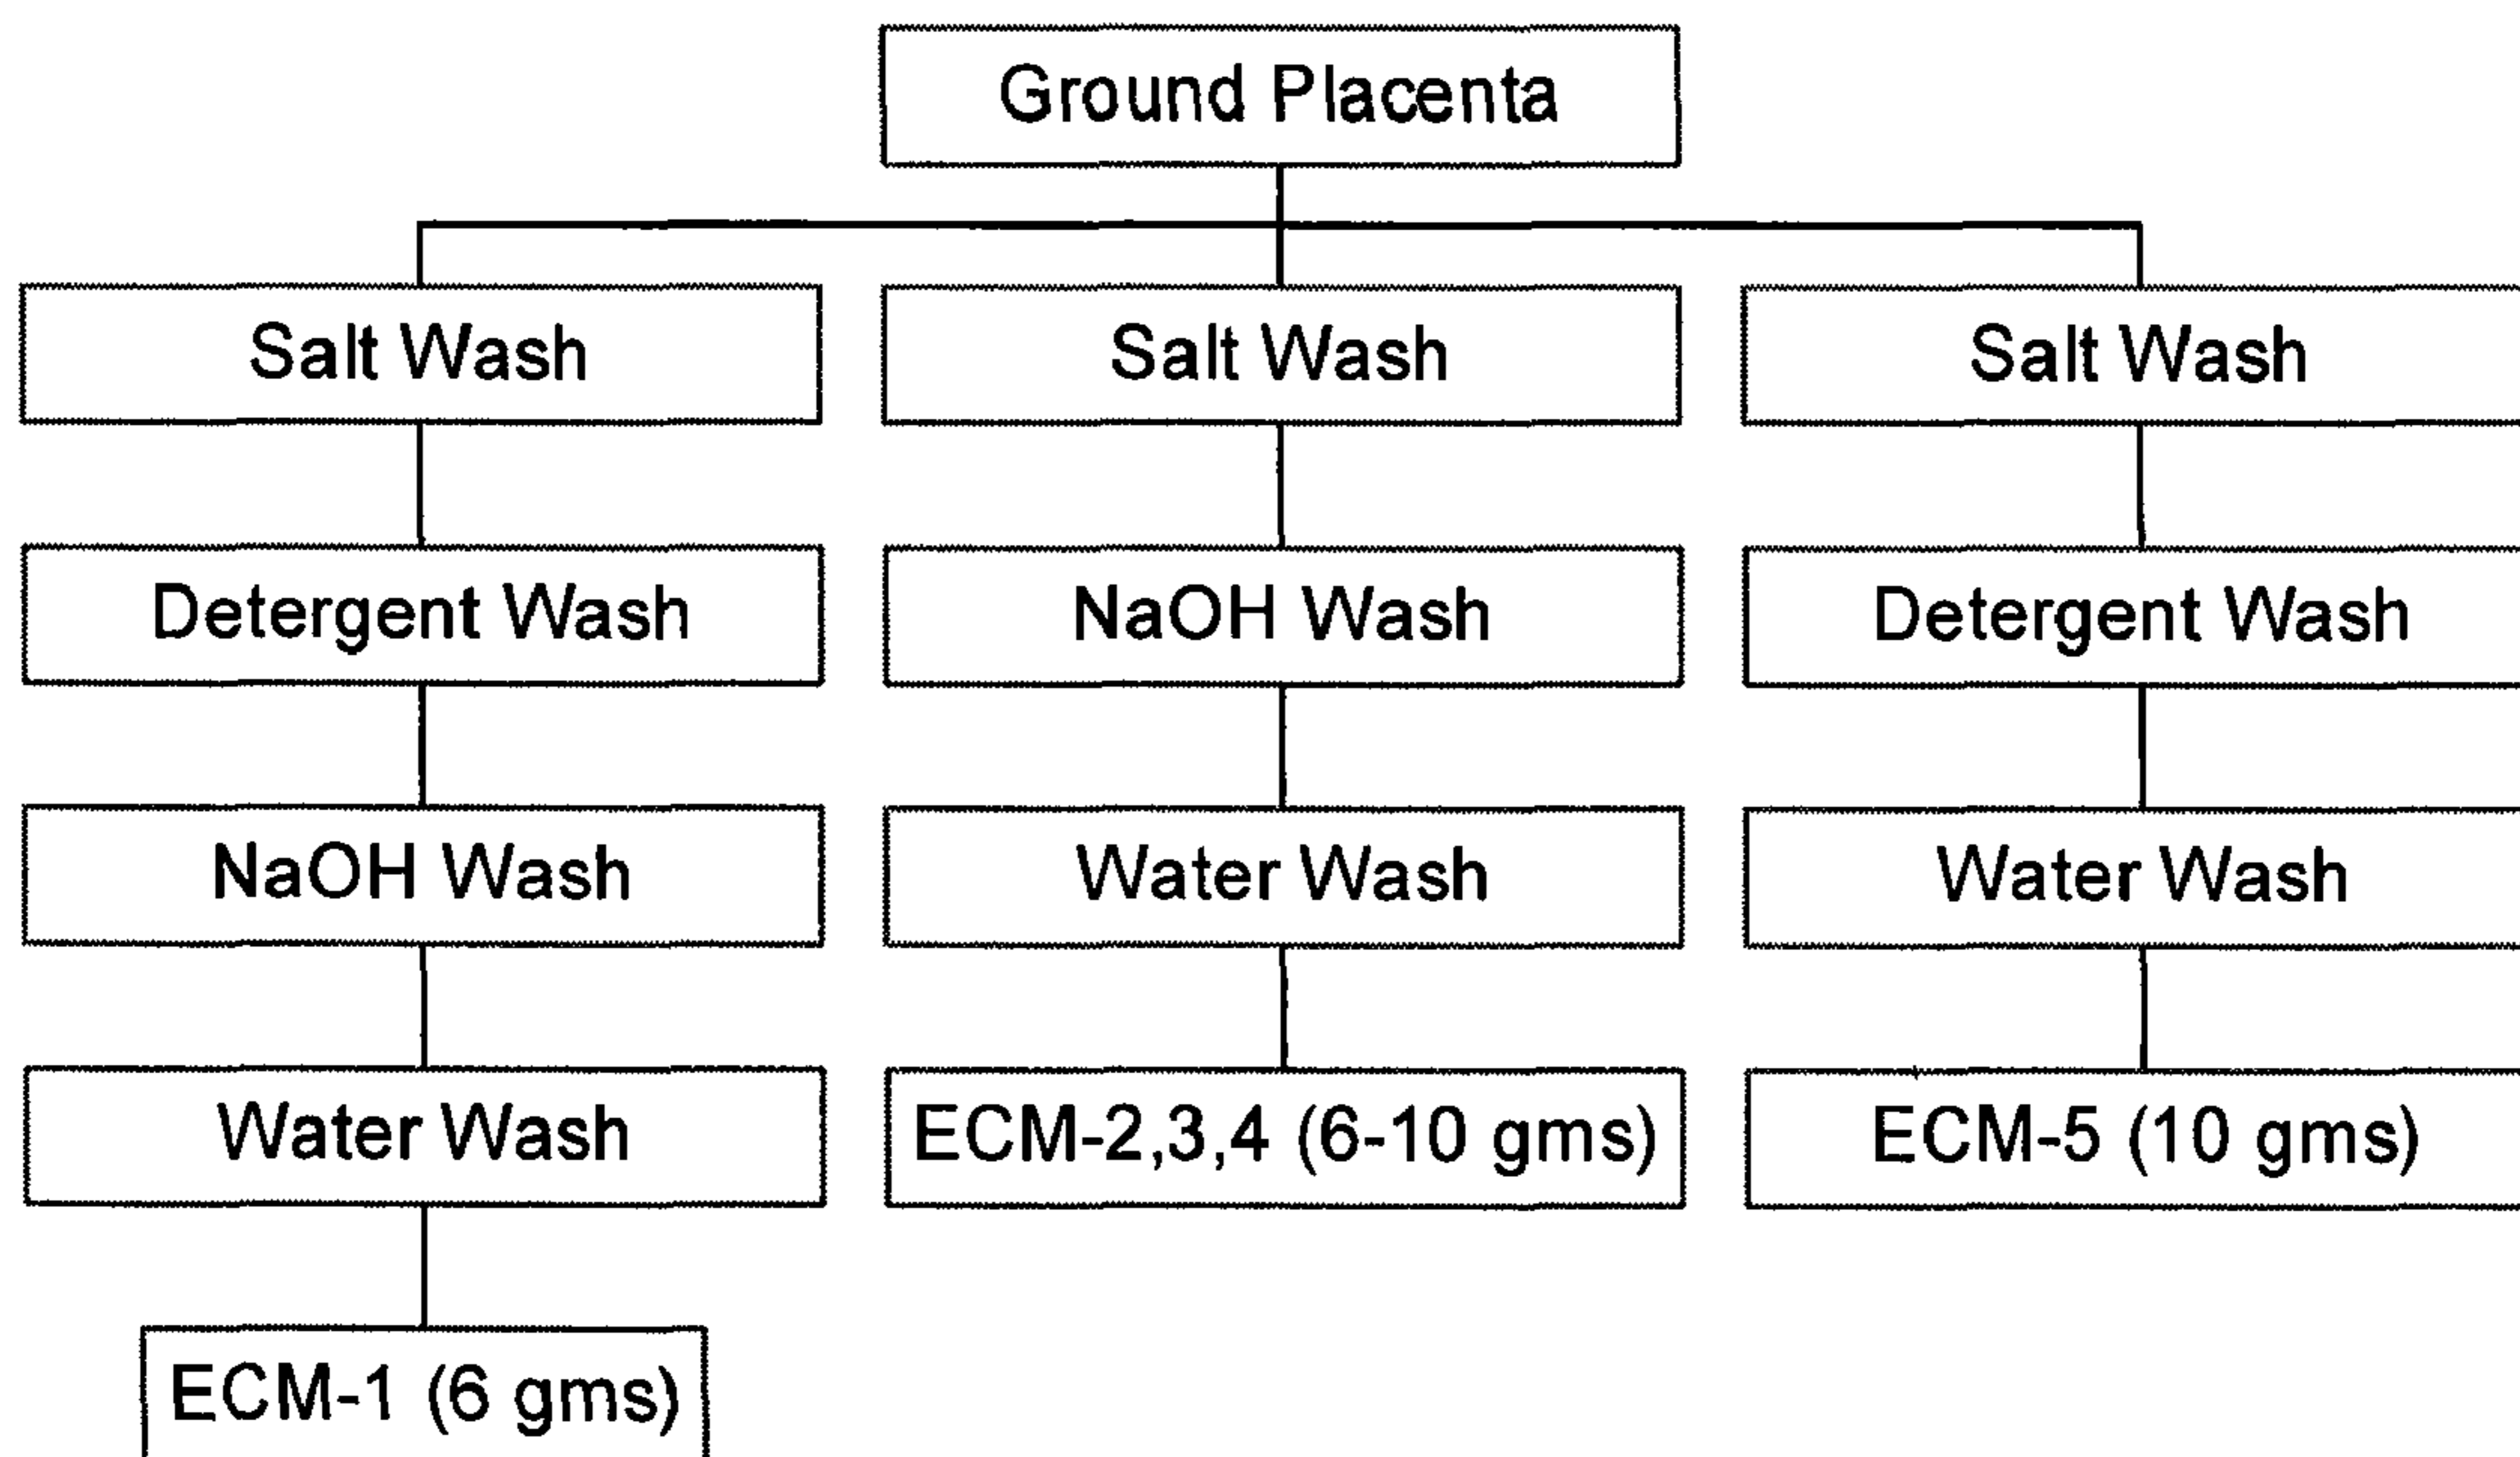 Ground Placenta
Salt Wash
Salt Wash
Salt Wash
Detergent Wash
NaOH Wash
Detergent Wash
NaOH Wash
Water Wash
Water Wash
Water Wash
ECM-2,3,4 (6-10 gms)
ECM-5 (10 gms)
ECM-1 (6 gms)